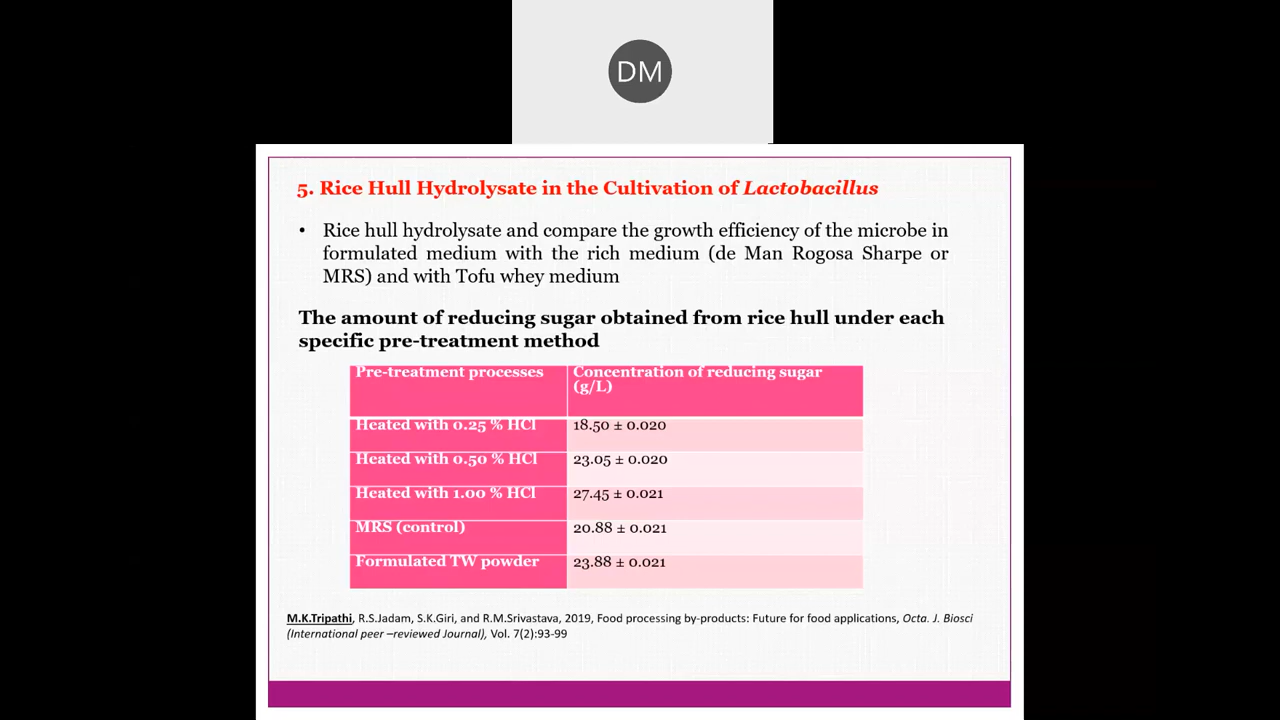 DM
5. Rice Hull Hydrolysate in the Cultivation of Lactobacillus
• Rice hull hydrolysate and compare the growth efficiency of the microbe in
formulated medium with the rich medium (de Man Rogosa Sharpe or
MRS) and with Tofu whey medium
The amount of reducing sugar obtained from rice hull under each
specific pre-treatment method
Pre-treatment processes Concentration of reducing sugar
(g/L)
Heated with 0.25 % HCl 18.50 ± 0.020
Heated with 0.50 % HCl 23.05 ± 0.020
Heated with 1.00 % HCl 27.45 ± 0.021
MRS (control) 20.88 ± 0.021
Formulated TW powder 23.88 ± 0.021
M.K.Tripathi, R.S.Jadam, S.K.Giri, and R.M.Srivastava, 2019, Food processing by-products: Future for food applications, Octa. J. Biosci
(International peer –reviewed Journal), Vol. 7(2):93-99